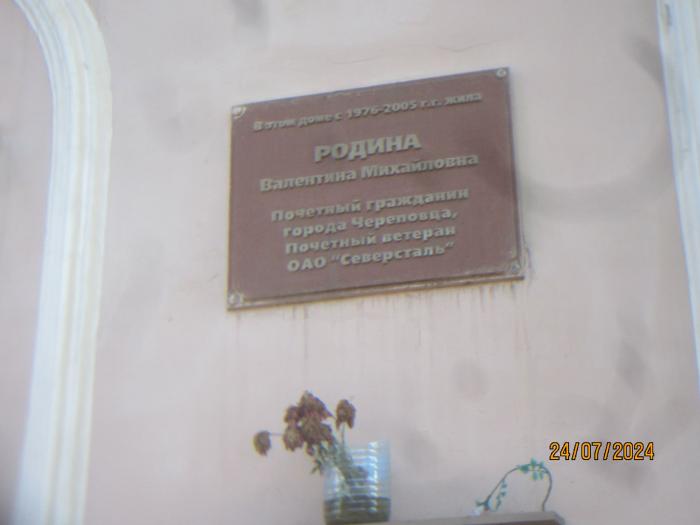 В этом доме с 1976-2005 г.г. жила
РОДИНА
Валентина Михайловна
Почетный гражданин
города Череповца,
Почетный ветеран
ОАО "Северсталь"
24/07/2024